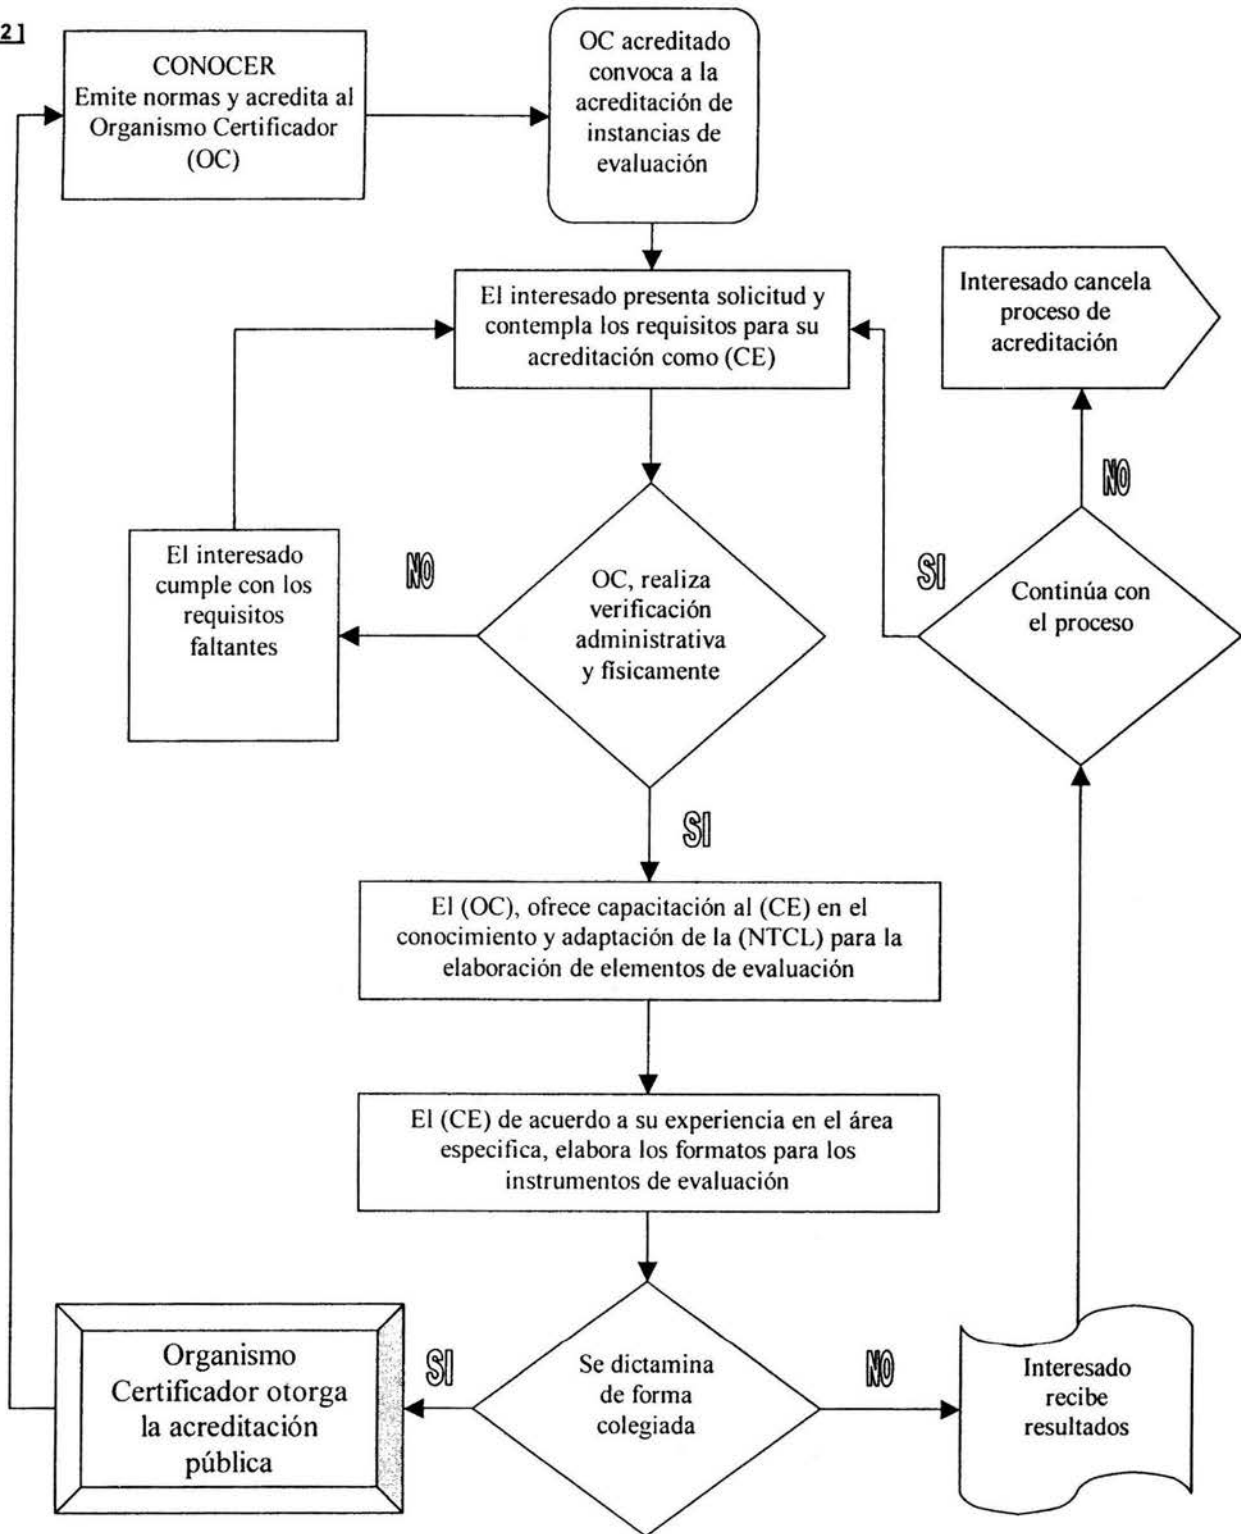 2]
CONOCER
Emite normas y acredita al
Organismo Certificador
(OC)
OC acreditado
convoca a la
acreditación de
instancias de
evaluación
El interesado presenta solicitud y
contempla los requisitos para su
acreditación como (CE)
Interesado cancela
proceso de
acreditación
NO
El interesado
cumple con los
requisitos
faltantes
NO
OC, realiza
verificación
administrativa
y físicamente
SI
Continúa con
el proceso
SI
El (OC), ofrece capacitación al (CE) en el
conocimiento y adaptación de la (NTCL) para la
elaboración de elementos de evaluación
El (CE) de acuerdo a su experiencia en el área
especifica, elabora los formatos para los
instrumentos de evaluación
Organismo
Certificador otorga
la acreditación
pública
SI
Se dictamina
de forma
colegiada
NO
Interesado
recibe
resultados